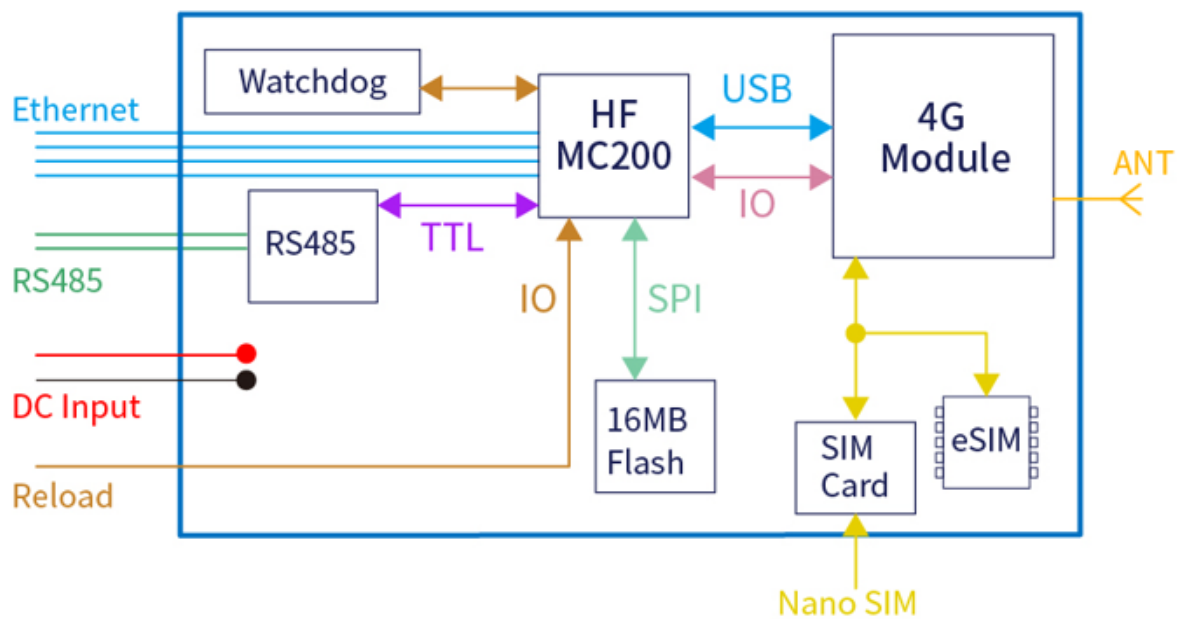 Watchdog
Ethernet
HF
MC200
USB
4G
Module
ANT
IO
TTL
RS485
RS485
IO
SPI
DC Input
16MB
Flash
SIM
Card
eSIM
Reload
Nano SIM